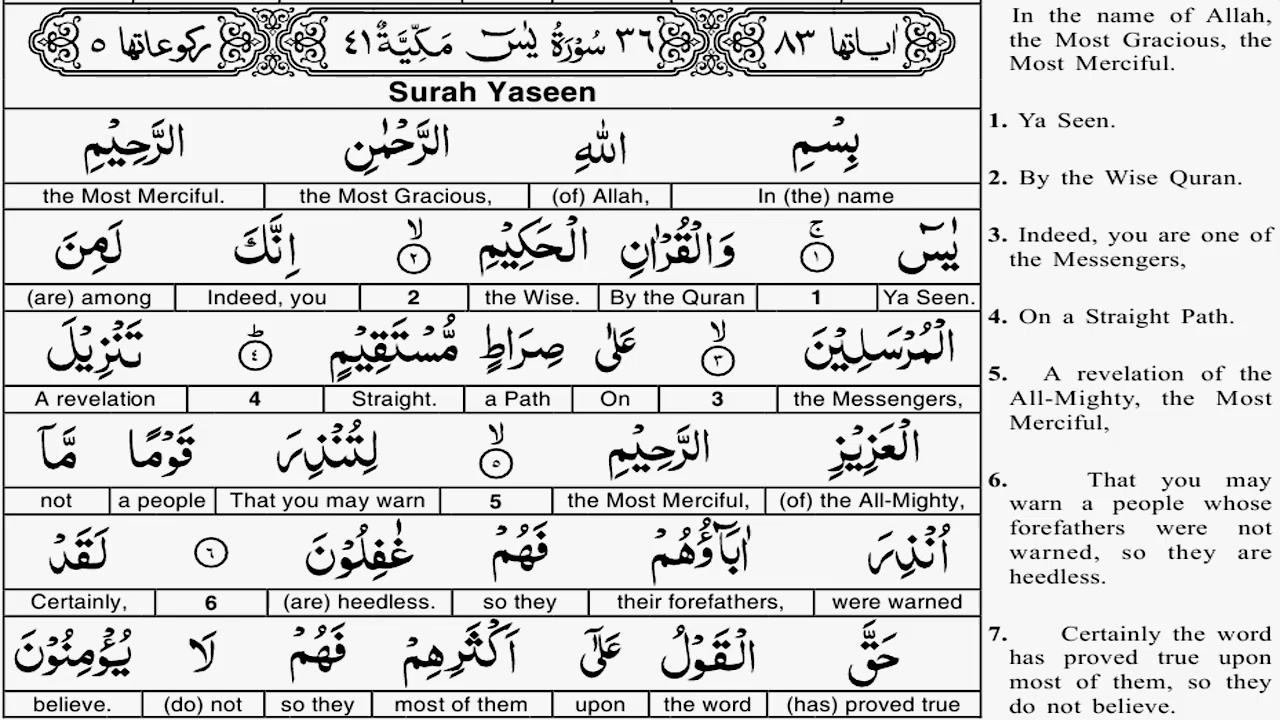 اٰیاتها ٨٣ ٣٦ سُوْرَةُ يٰسٓ مَكِّيَّةٌ ٤١ ركوعاتها ٥
Surah Yaseen
بِسْمِ اللهِ الرَّحْمٰنِ الرَّحِيْمِ
In (the) name (of) Allah, the Most Gracious, the Most Merciful.
يٰسٓ ۚ ١ وَالْقُرْاٰنِ الْحَكِيْمِ ۙ ٢ اِنَّكَ لَمِنَ
Ya Seen. 1 By the Quran the Wise. 2 Indeed, you (are) among
الْمُرْسَلِيْنَ ۙ ٣ عَلٰى صِرَاطٍ مُّسْتَقِيْمٍ ؕ ٤ تَنْزِيْلَ
the Messengers, 3 On a Path Straight. 4 A revelation
الْعَزِيْزِ الرَّحِيْمِ ۙ ٥ لِتُنْذِرَ قَوْمًا مَّآ
(of) the All-Mighty, the Most Merciful, 5 That you may warn a people not
اُنْذِرَ اٰبَآؤُهُمْ فَهُمْ غٰفِلُوْنَ ٦ لَقَدْ
were warned their forefathers, so they (are) heedless. 6 Certainly,
حَقَّ الْقَوْلُ عَلٰٓى اَكْثَرِهِمْ فَهُمْ لَا يُؤْمِنُوْنَ
(has) proved true the word upon most of them so they (do) not believe.
In the name of Allah,
the Most Gracious, the
Most Merciful.
1. Ya Seen.
2. By the Wise Quran.
3. Indeed, you are one of
the Messengers,
4. On a Straight Path.
5. A revelation of the
All-Mighty, the Most
Merciful,
6. That you may
warn a people whose
forefathers were not
warned, so they are
heedless.
7. Certainly the word
has proved true upon
most of them, so they
do not believe.